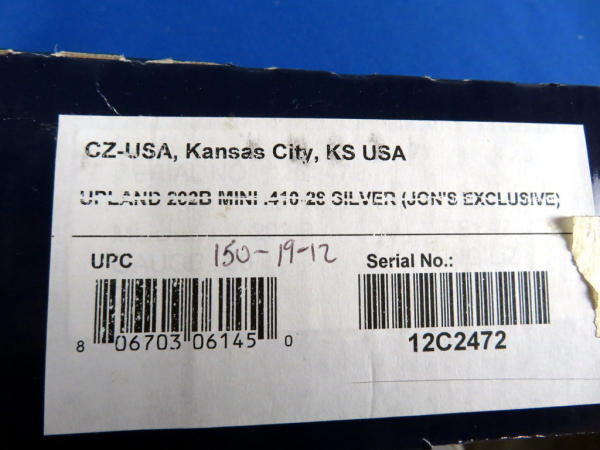 CZ-USA, Kansas City, KS USA
UPLAND 202B MINI .410-28 SILVER (JON'S EXCLUSIVE)
UPC 150-19-12 Serial No.:
8 06703 06145 0
12C2472